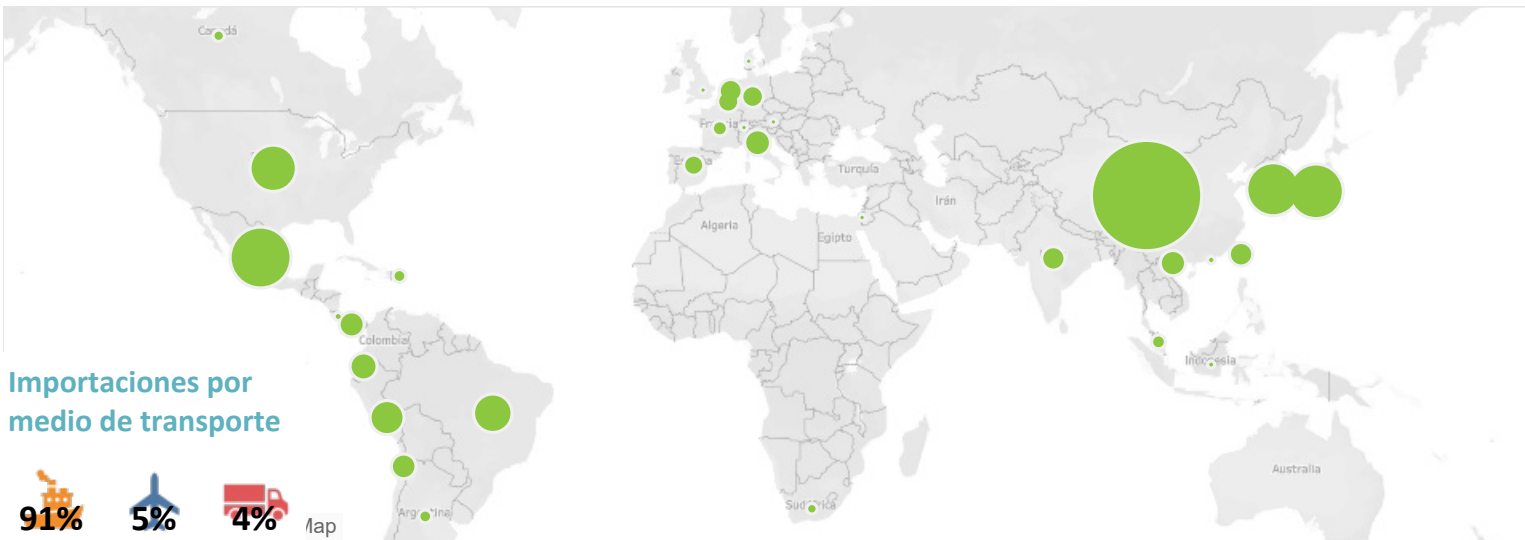 Canadá
Francia
España
Turquía
Irán
Algeria
Egipto
Colombia
Indonesia
Importaciones por
medio de transporte
Australia
Argentina
Sudáfrica
91%
5%
4%
Map